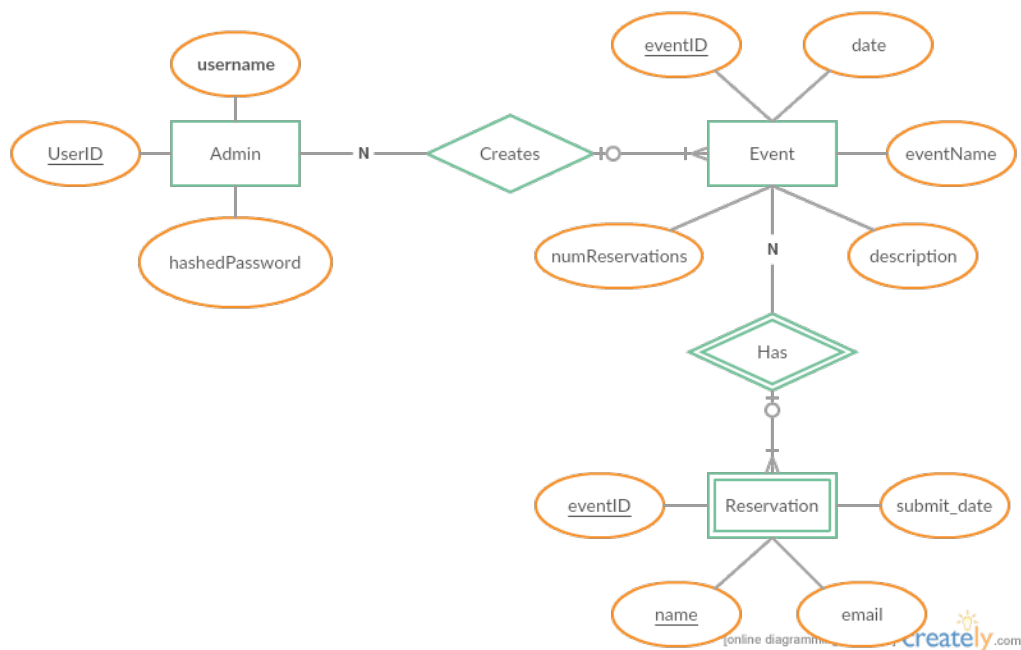 eventID
date
username
UserID
Admin
N
Creates
Event
eventName
hashedPassword
numReservations
N
description
Has
eventID
Reservation
submit_date
name
email
[online diagramming
creately.com